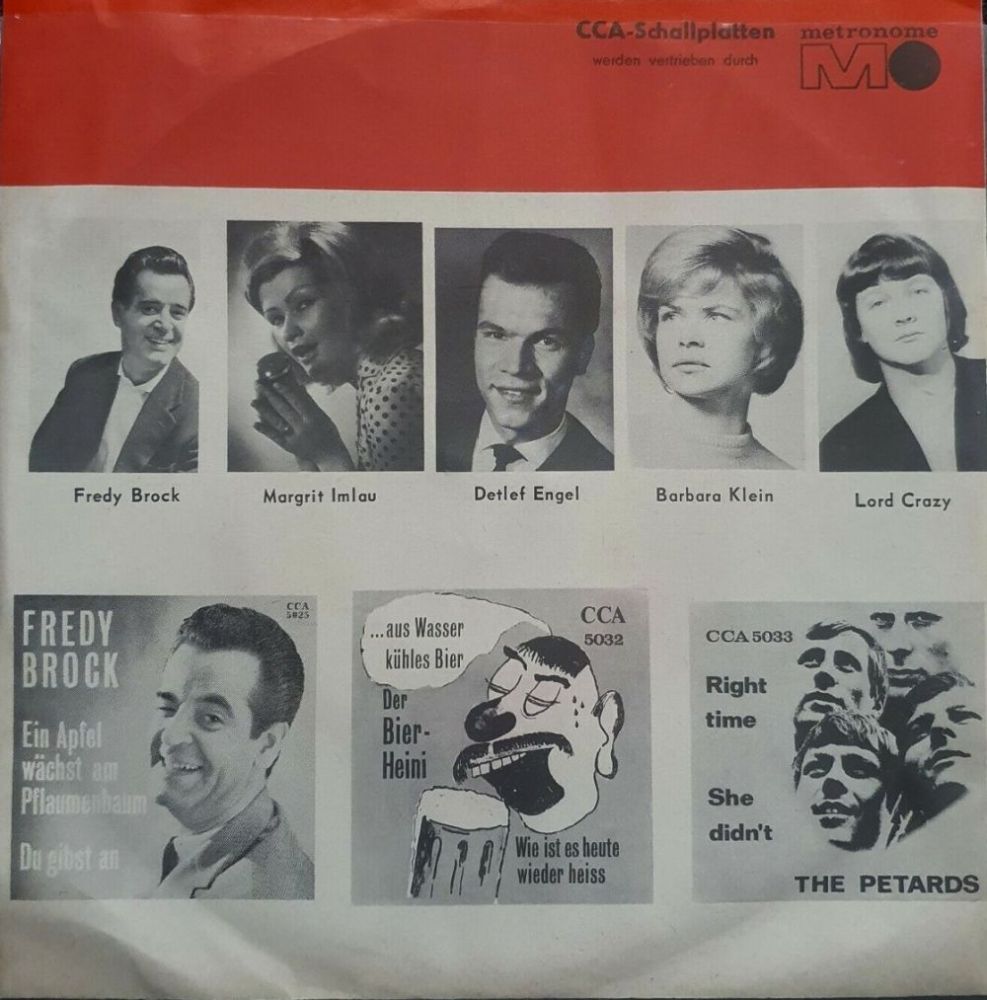 CCA-Schallplatten
werden vertrieben durch
metronome
MO
Fredy Brock
Margrit Imlau
Detlef Engel
Barbara Klein
Lord Crazy
FREDY
BROCK
CCA
5025
Ein Apfel
wächst am
Pflaumenbaum
Du gibst an
...aus Wasser
kühles Bier
CCA
5032
Der
Bier-
Heini
Wie ist es heute
wieder heiss
CCA 5033
Right
time
She
didn't
THE PETARDS